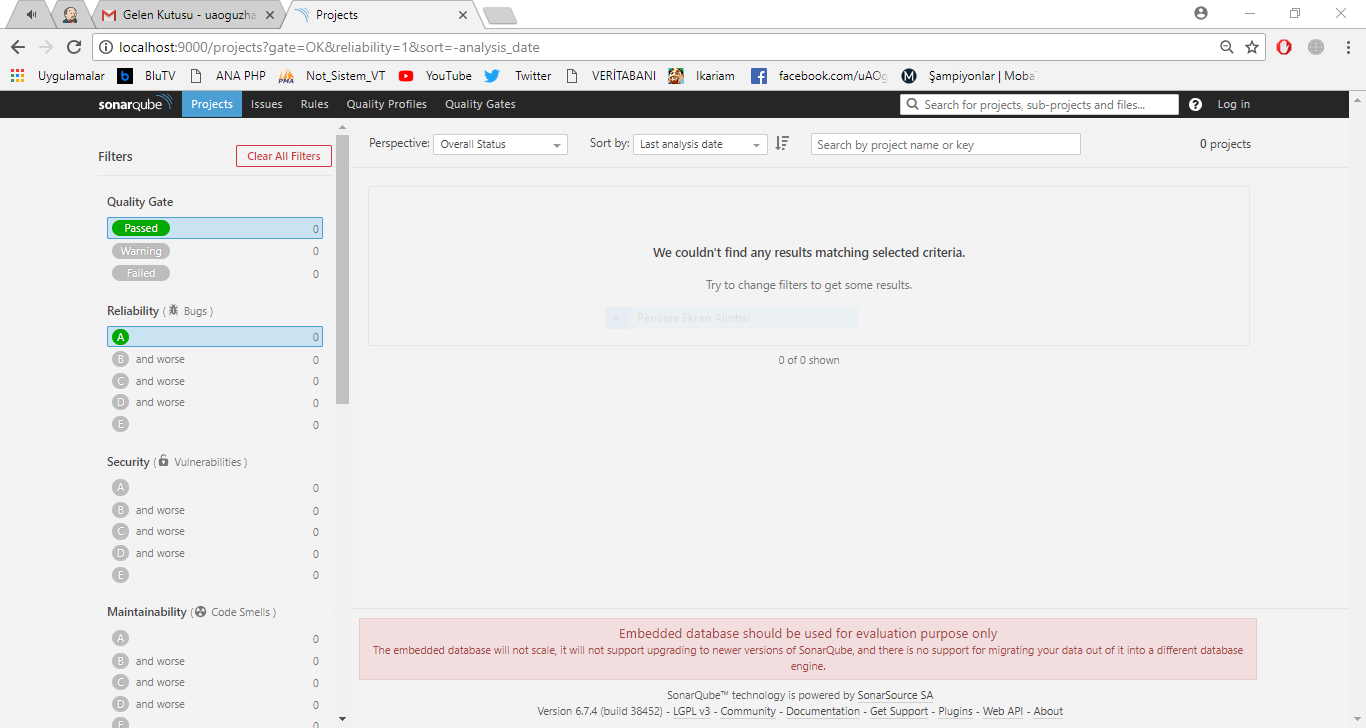 Gelen Kutusu - uaoguzha
Projects
localhost:9000/projects?gate=OK&reliability=1&sort=-analysis_date
Uygulamalar BluTV ANA PHP Not_Sistem_VT YouTube Twitter VERİTABANI Ikariam facebook.com/uAOg Şampiyonlar | Moba
sonarqube Projects Issues Rules Quality Profiles Quality Gates Search for projects, sub-projects and files... Log in
Filters Clear All Filters
Quality Gate
Passed 0
Warning 0
Failed 0
Reliability ( Bugs )
A 0
B and worse 0
C and worse 0
D and worse 0
E 0
Security ( Vulnerabilities )
A 0
B and worse 0
C and worse 0
D and worse 0
E 0
Maintainability ( Code Smells )
A 0
B and worse 0
C and worse 0
D and worse 0
E 0
Perspective: Overall Status Sort by: Last analysis date Search by project name or key 0 projects
We couldn't find any results matching selected criteria.
Try to change filters to get some results.
Pencere Ekran Alıntısı
0 of 0 shown
Embedded database should be used for evaluation purpose only
The embedded database will not scale, it will not support upgrading to newer versions of SonarQube, and there is no support for migrating your data out of it into a different database
engine.
SonarQube™ technology is powered by SonarSource SA
Version 6.7.4 (build 38452) - LGPL v3 - Community - Documentation - Get Support - Plugins - Web API - About